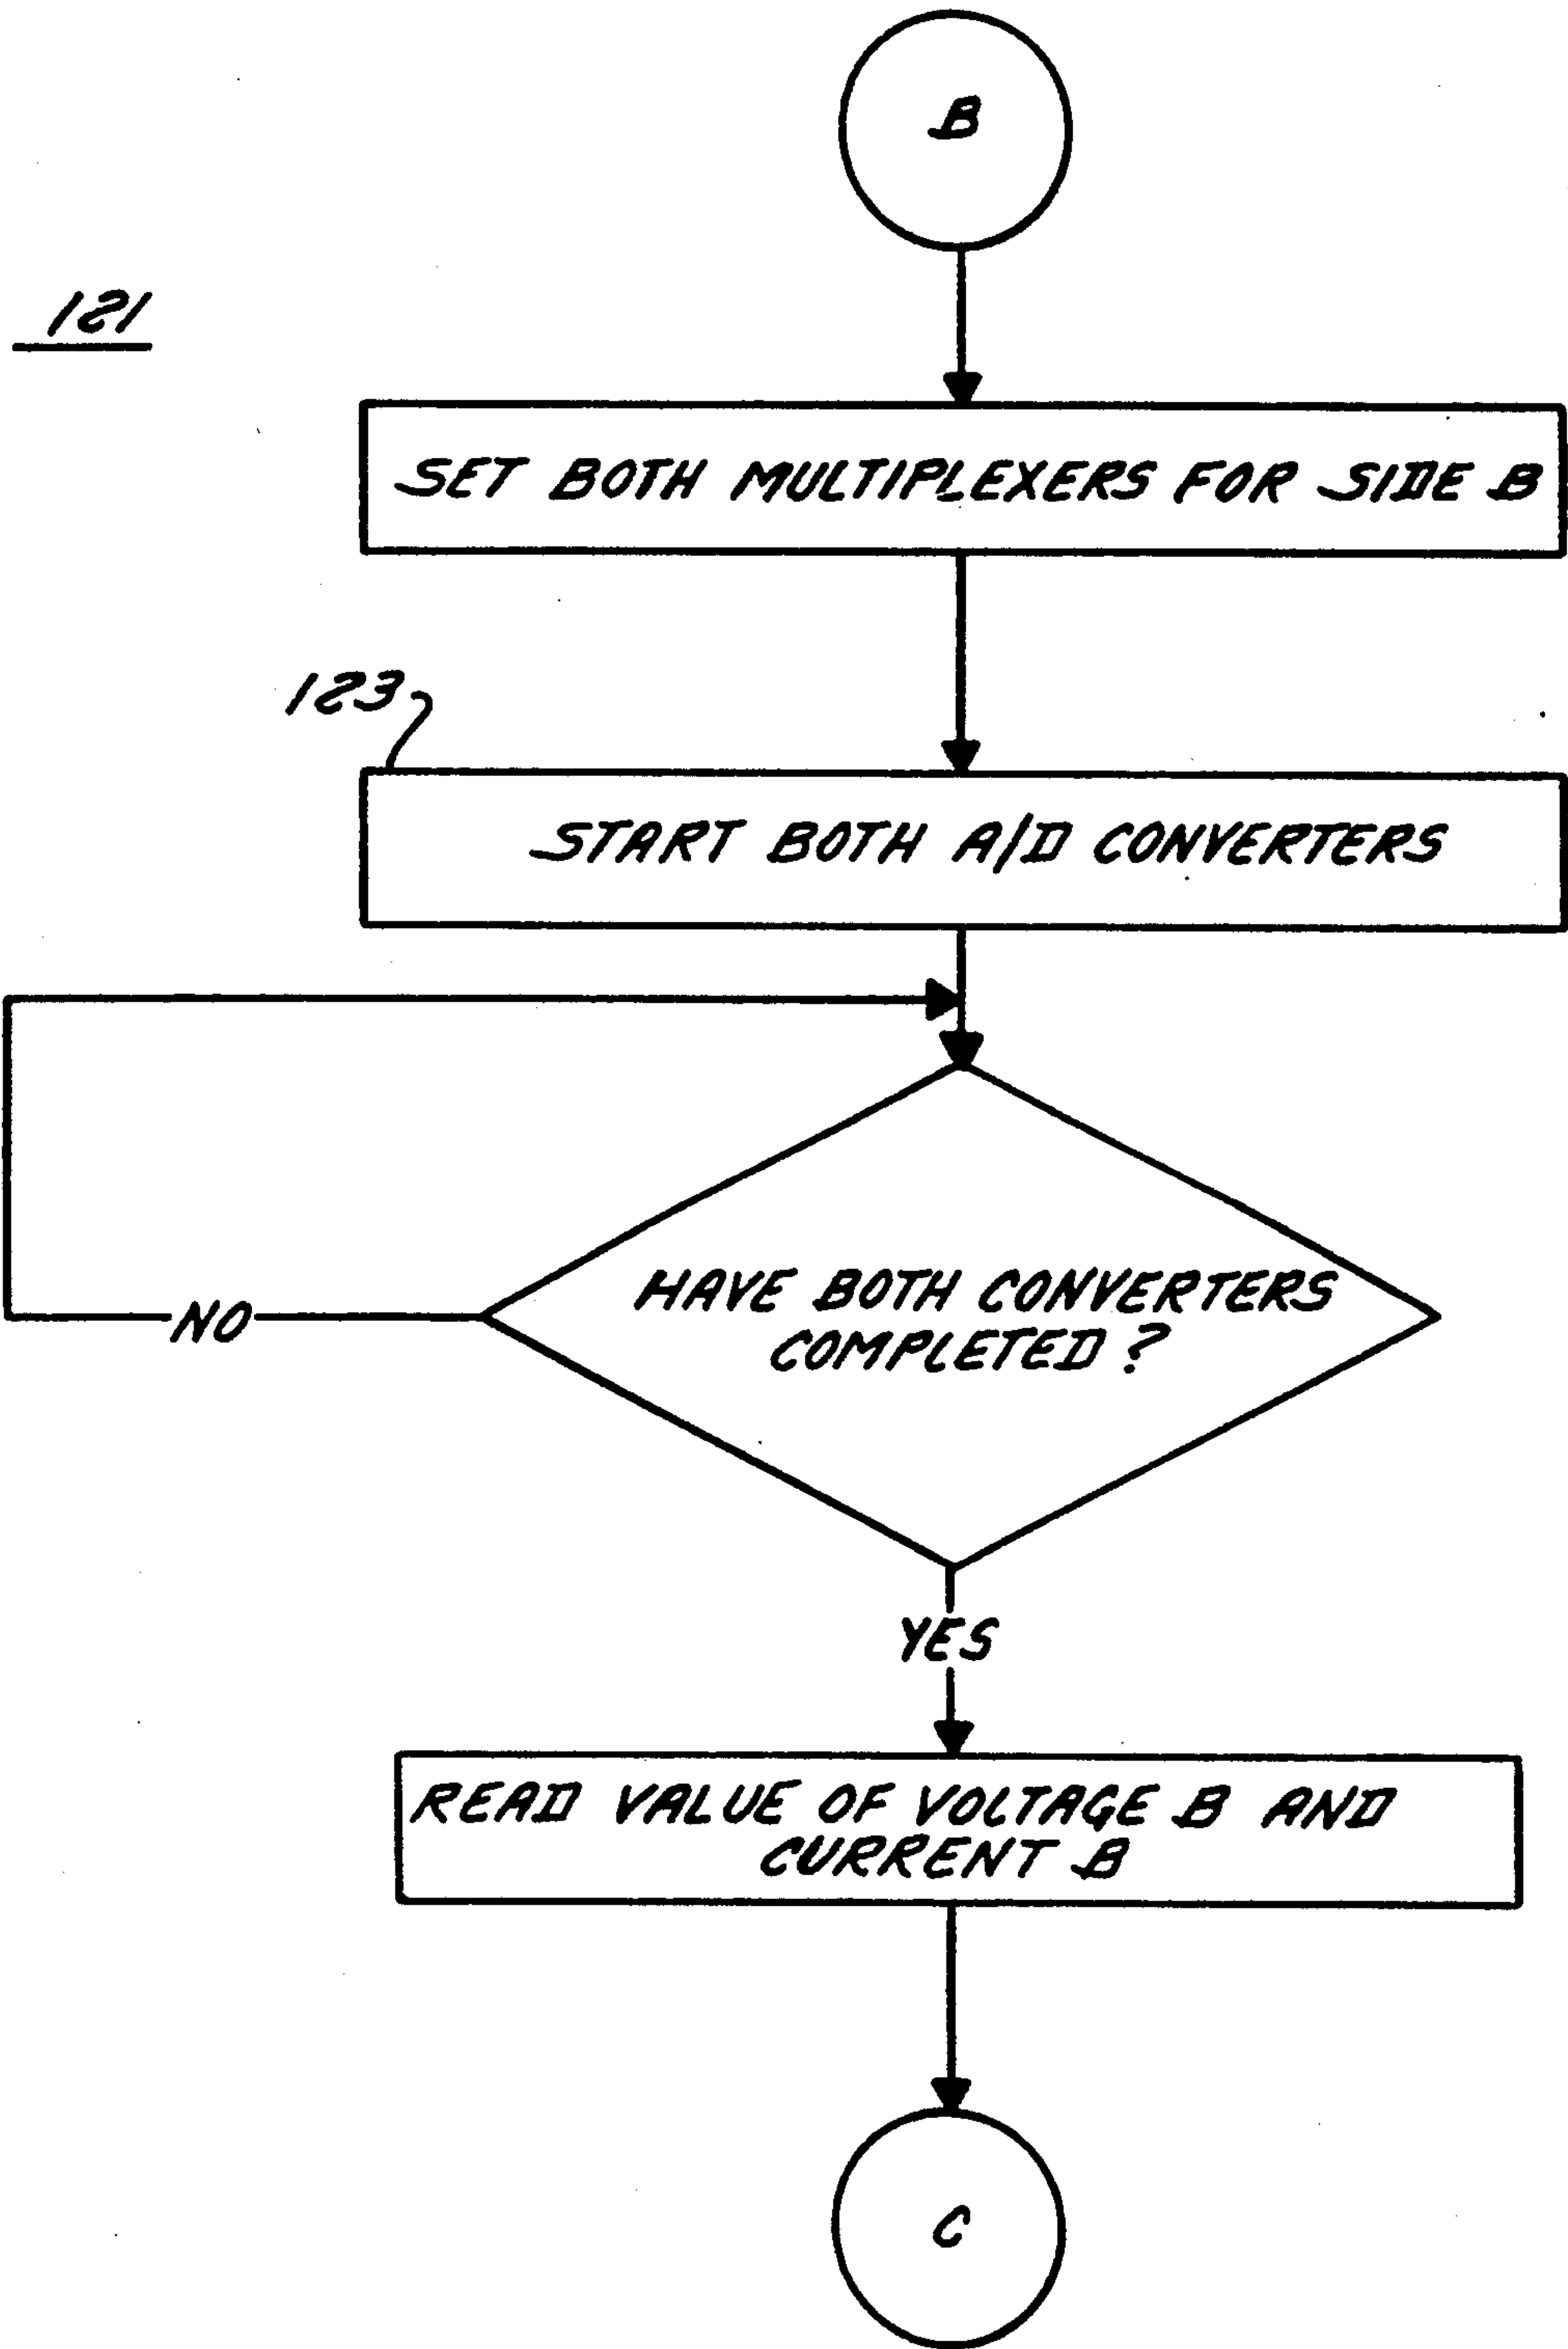 B
121
SET BOTH MULTIPLEXERS FOR SIDE B
123
START BOTH A/D CONVERTERS
HAVE BOTH CONVERTERS
COMPLETED?
NO
YES
READ VALUE OF VOLTAGE B AND
CURRENT B
C